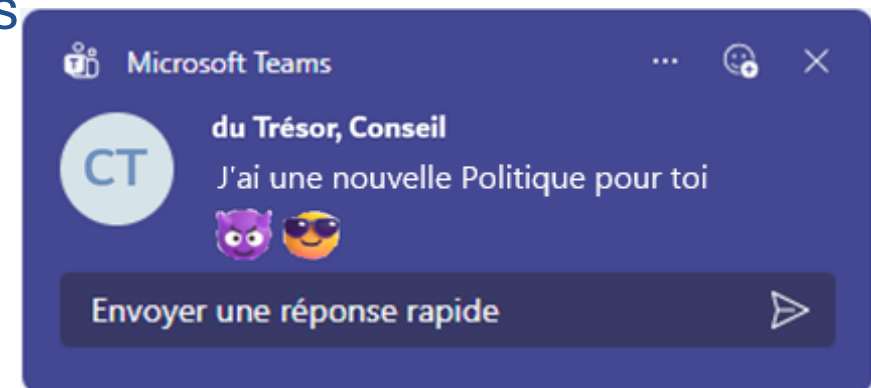 s
Microsoft Teams
du Trésor, Conseil
CT
J'ai une nouvelle Politique pour toi
Envoyer une réponse rapide